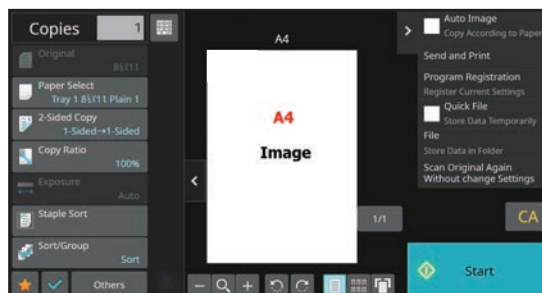 Copies 1
Original
8½X11
Paper Select
Tray 1 8½X11 Plain 1
2-Sided Copy
1-Sided→1-Sided
Copy Ratio
100%
Exposure
Auto
Staple Sort
Sort/Group
Sort
Others
A4
A4
Image
1/1
Auto Image
Copy According to Paper
Send and Print
Program Registration
Register Current Settings
Quick File
Store Data Temporarily
File
Store Data in Folder
Scan Original Again
Without change Settings
CA
Start